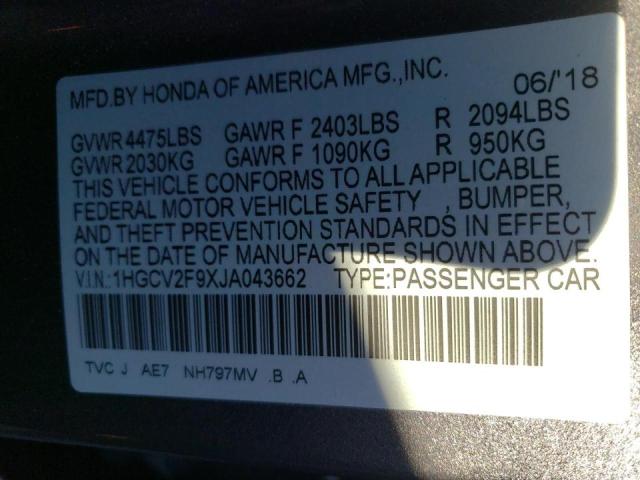 MFD.BY HONDA OF AMERICA MFG.,INC. 06/'18
GVWR 4475LBS GAWR F 2403LBS R 2094LBS
GVWR 2030KG GAWR F 1090KG R 950KG
THIS VEHICLE CONFORMS TO ALL APPLICABLE
FEDERAL MOTOR VEHICLE SAFETY , BUMPER,
AND THEFT PREVENTION STANDARDS IN EFFECT
ON THE DATE OF MANUFACTURE SHOWN ABOVE.
V.I.N.:1HGCV2F9XJA043662 TYPE:PASSENGER CAR
TVC J AE7 NH797MV .B .A